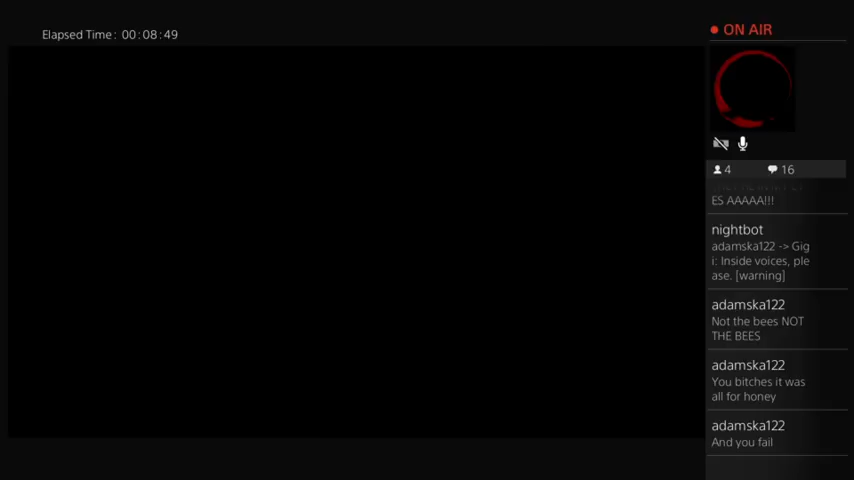 Elapsed Time: 00:08:49
ON AIR
4 16
ES AAAAA!!!
nightbot
adamska122 -> Gig
i: Inside voices, ple
ase. [warning]
adamska122
Not the bees NOT
THE BEES
adamska122
You bitches it was
all for honey
adamska122
And you fail